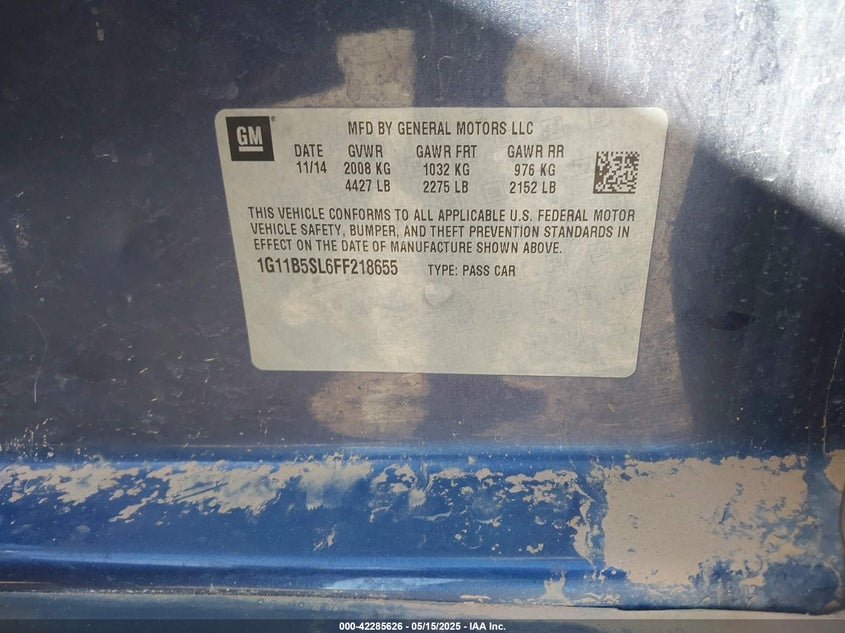 GM
MFD BY GENERAL MOTORS LLC
DATE GVWR GAWR FRT GAWR RR
11/14 2008 KG 1032 KG 976 KG
4427 LB 2275 LB 2152 LB
THIS VEHICLE CONFORMS TO ALL APPLICABLE U.S. FEDERAL MOTOR
VEHICLE SAFETY, BUMPER, AND THEFT PREVENTION STANDARDS IN
EFFECT ON THE DATE OF MANUFACTURE SHOWN ABOVE.
1G11B5SL6FF218655 TYPE: PASS CAR
000-42285626 - 05/15/2025 - IAA Inc.